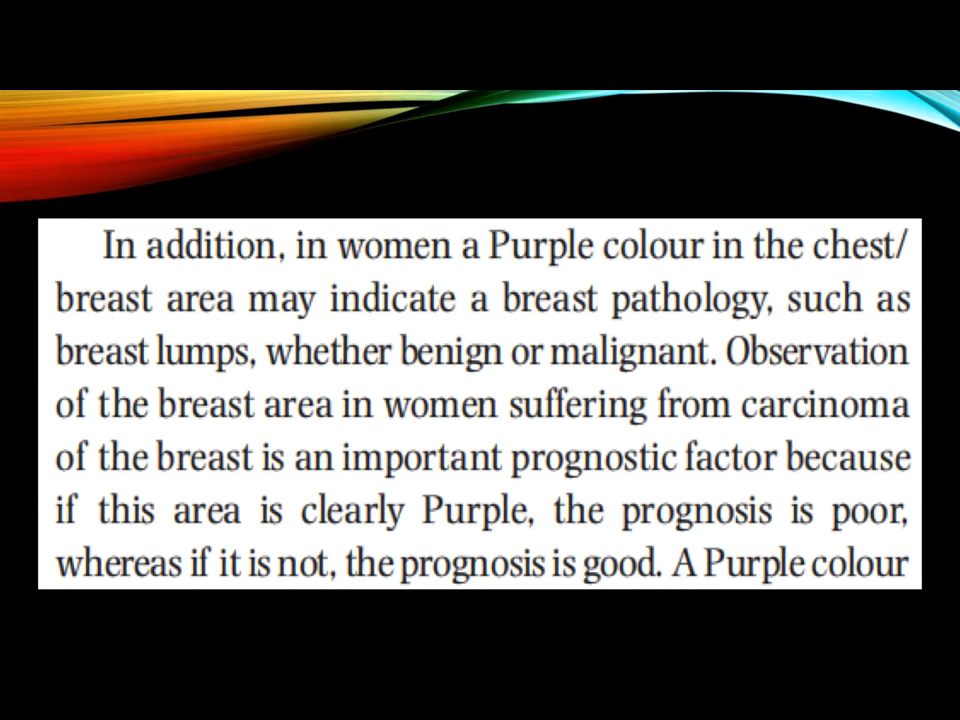 In addition, in women a Purple colour in the chest/
breast area may indicate a breast pathology, such as
breast lumps, whether benign or malignant. Observation
of the breast area in women suffering from carcinoma
of the breast is an important prognostic factor because
if this area is clearly Purple, the prognosis is poor,
whereas if it is not, the prognosis is good. A Purple colour